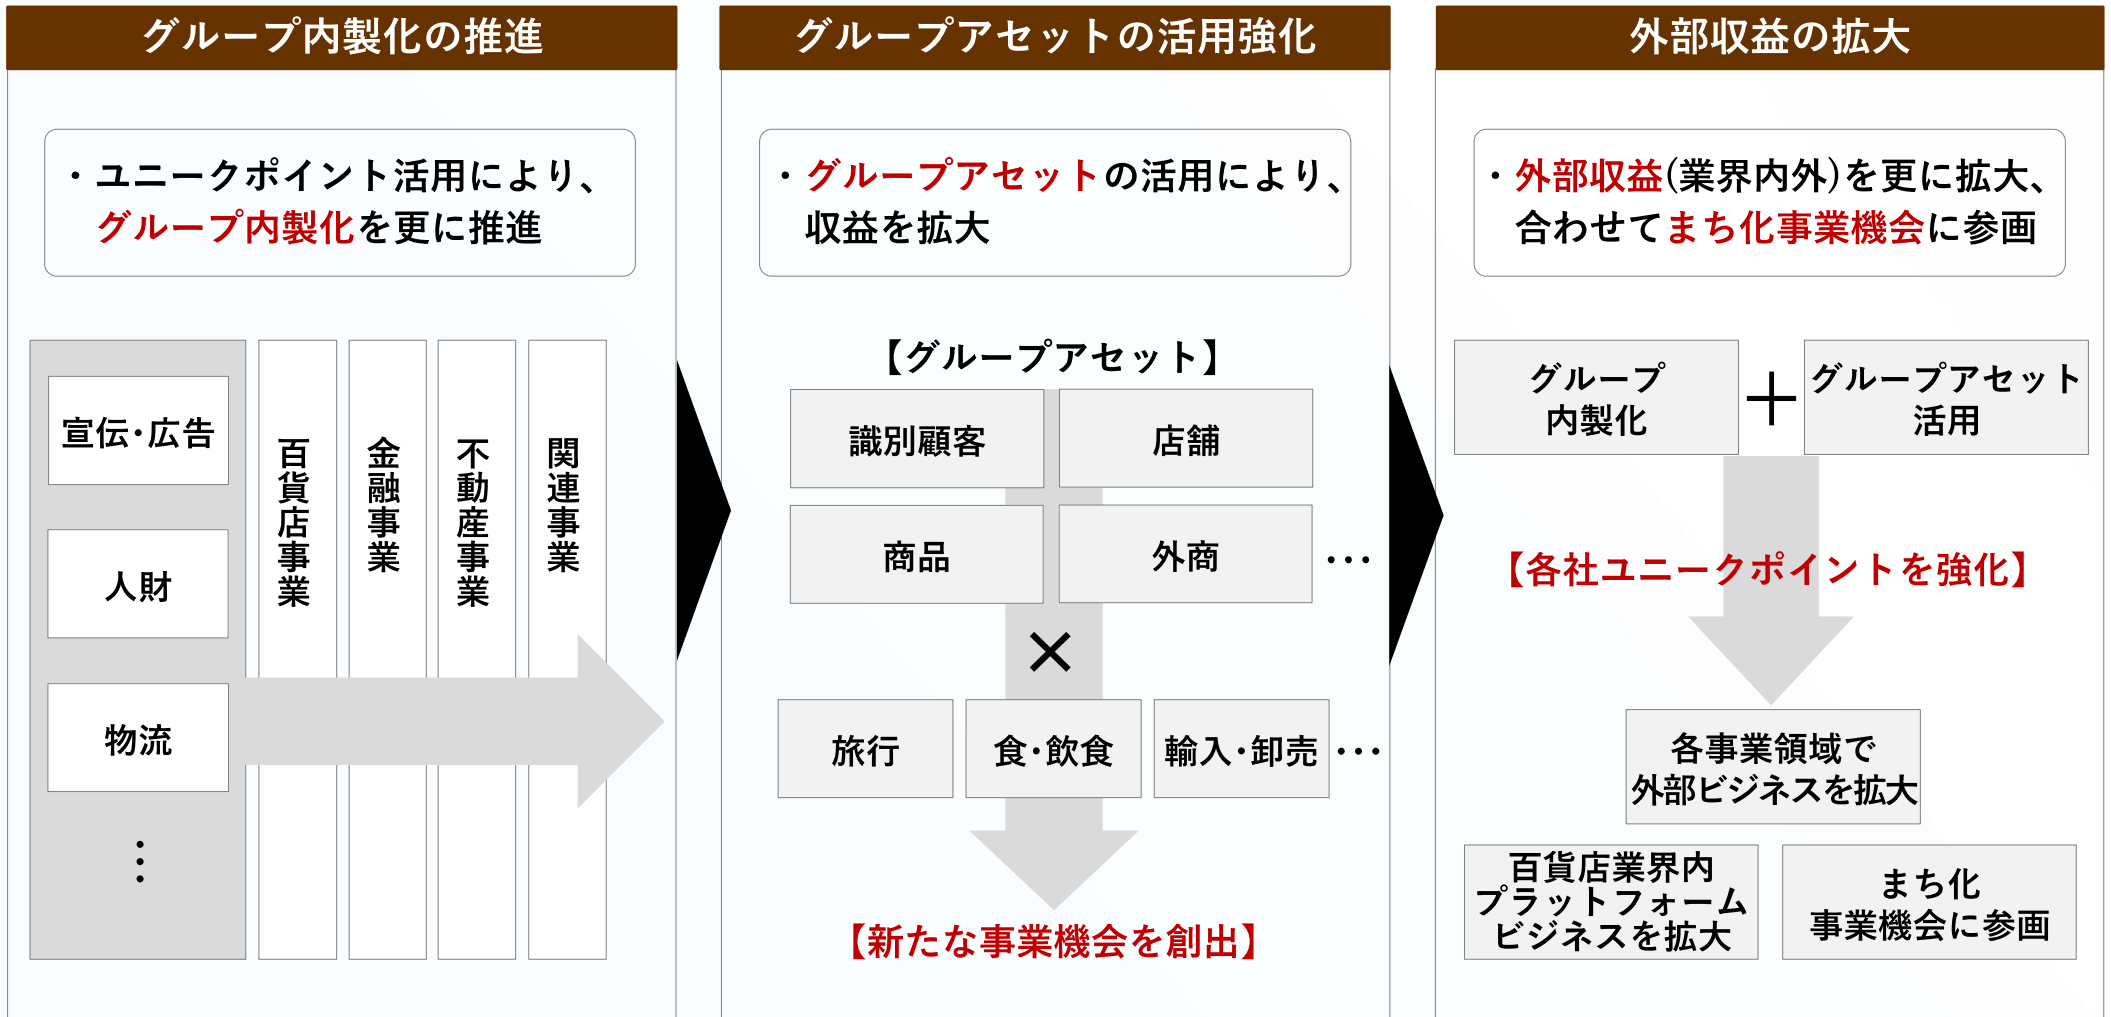 グループ内製化の推進
・ユニークポイント活用により、
グループ内製化を更に推進
宣伝・広告
人財
物流
⋮
百貨店事業
金融事業
不動産事業
関連事業
グループアセットの活用強化
・グループアセットの活用により、
収益を拡大
【グループアセット】
識別顧客
店舗
商品
外商
…
×
旅行
食・飲食
輸入・卸売
…
【新たな事業機会を創出】
外部収益の拡大
・外部収益(業界内外)を更に拡大、
合わせてまち化事業機会に参画
グループ
内製化
＋
グループアセット
活用
【各社ユニークポイントを強化】
各事業領域で
外部ビジネスを拡大
百貨店業界内
プラットフォーム
ビジネスを拡大
まち化
事業機会に参画